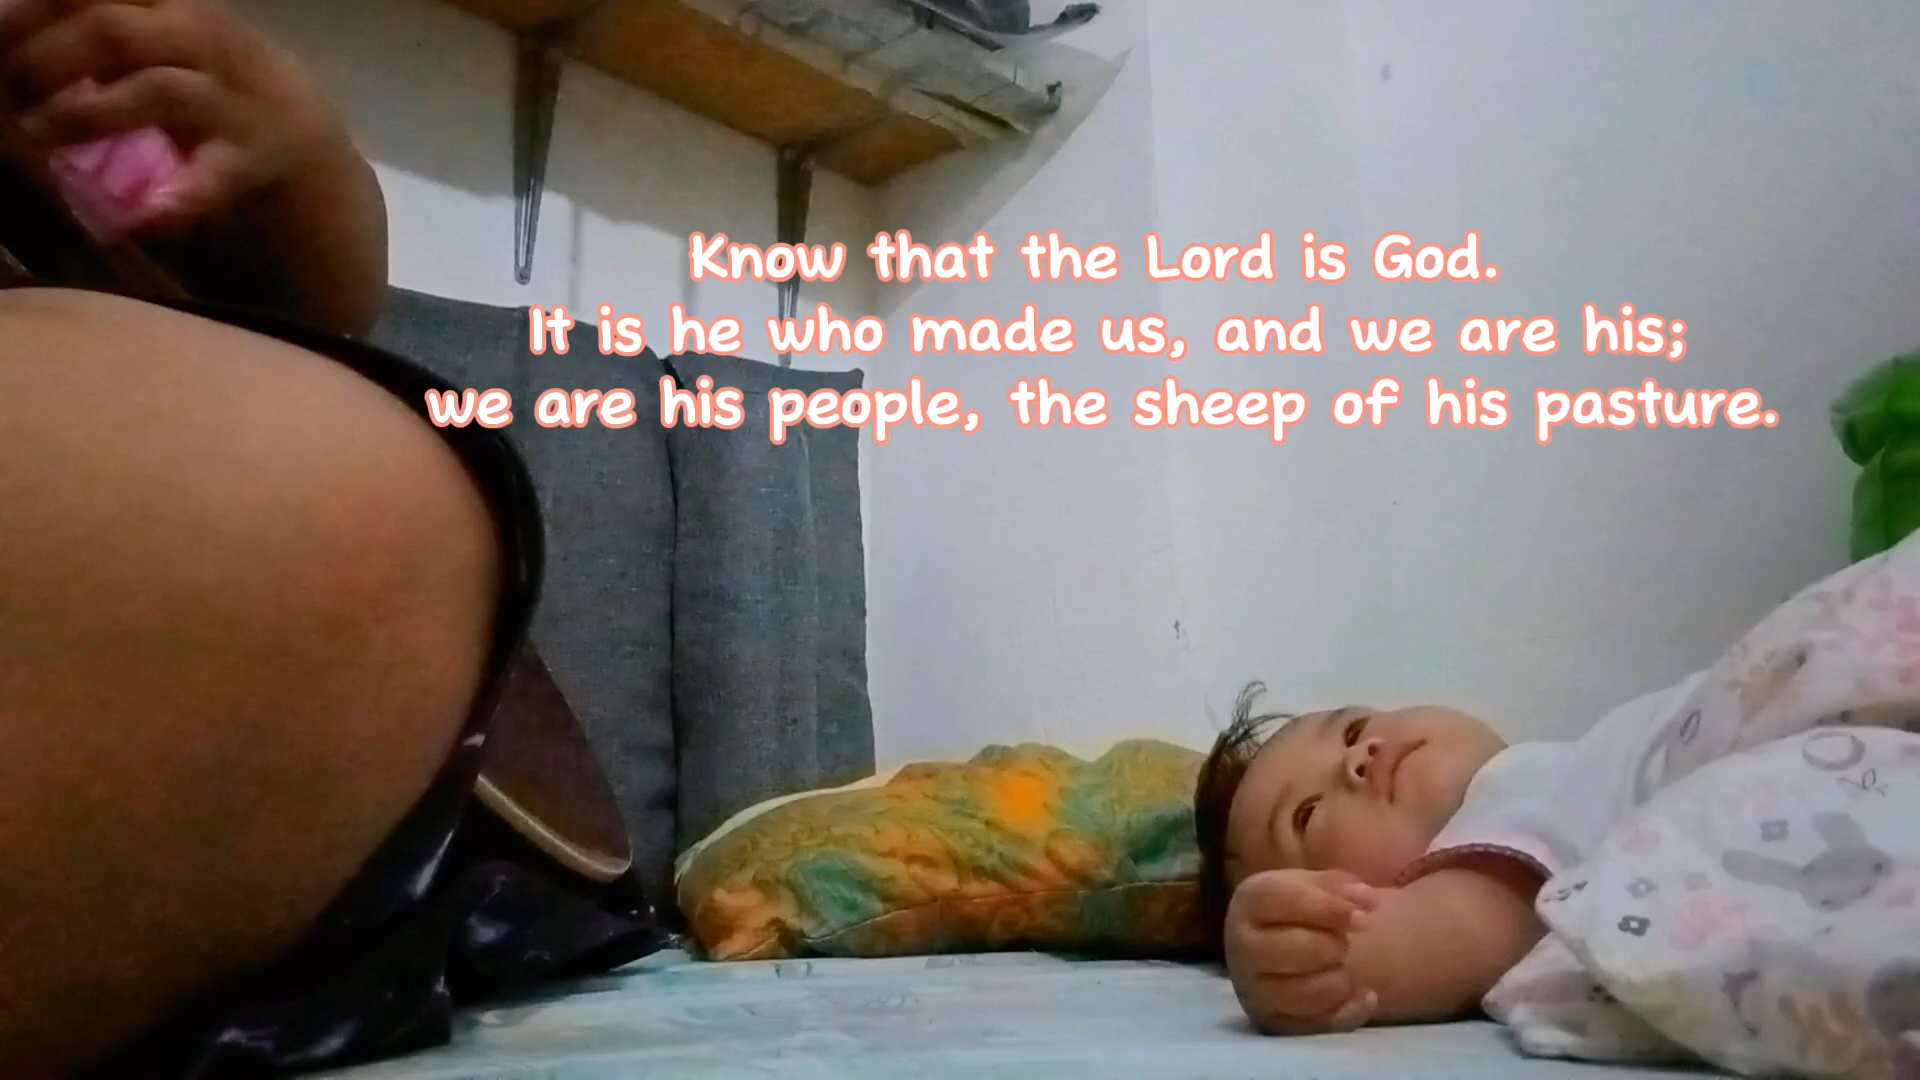 Know that the Lord is God.
It is he who made us, and we are his;
we are his people, the sheep of his pasture.